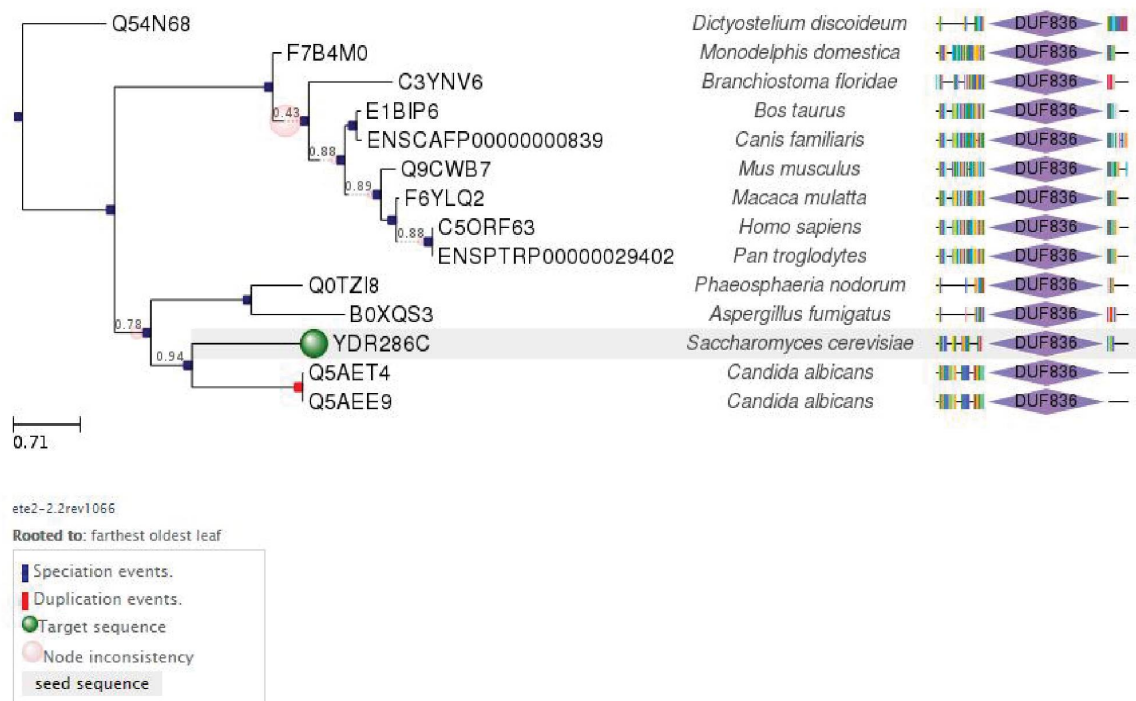 Q54N68 Dictyostelium discoideum DUF836
F7B4M0 Monodelphis domestica DUF836
C3YNV6 Branchiostoma floridae DUF836
0.43
E1BIP6 Bos taurus DUF836
ENSCAFP00000000839 Canis familiaris DUF836
0.88
Q9CWB7 Mus musculus DUF836
0.89
F6YLQ2 Macaca mulatta DUF836
C5ORF63 Homo sapiens DUF836
0.88
ENSPTRP00000029402 Pan troglodytes DUF836
Q0TZI8 Phaeosphaeria nodorum DUF836
B0XQS3 Aspergillus fumigatus DUF836
0.78
YDR286C Saccharomyces cerevisiae DUF836
0.94
Q5AET4 Candida albicans DUF836
Q5AEE9 Candida albicans DUF836
0.71
ete2-2.2rev1066
Rooted to: farthest oldest leaf
Speciation events.
Duplication events.
Target sequence
Node inconsistency
seed sequence